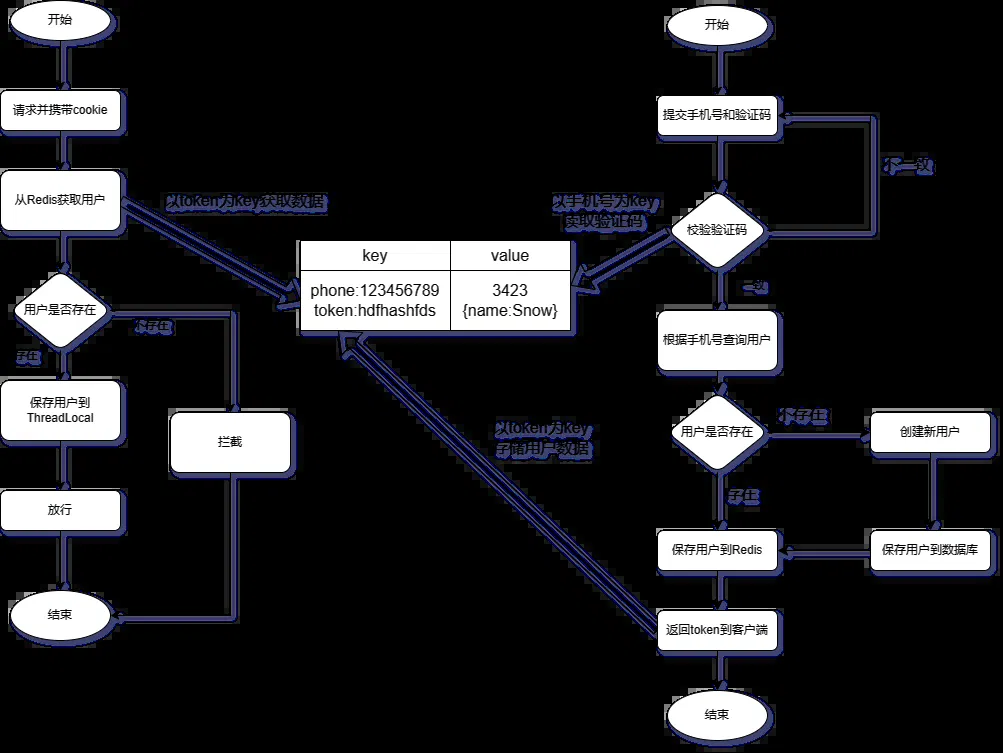 开始
请求并携带cookie
从Redis获取用户
以token为key获取数据
用户是否存在
不存在
存在
保存用户到
ThreadLocal
拦截
放行
结束
key
value
phone:123456789
3423
token:hdfhashfds
{name:Snow}
开始
提交手机号和验证码
不一致
以手机号为key
读取验证码
校验验证码
一致
根据手机号查询用户
用户是否存在
不存在
创建新用户
存在
保存用户到Redis
保存用户到数据库
以token为key
存储用户数据
返回token到客户端
结束